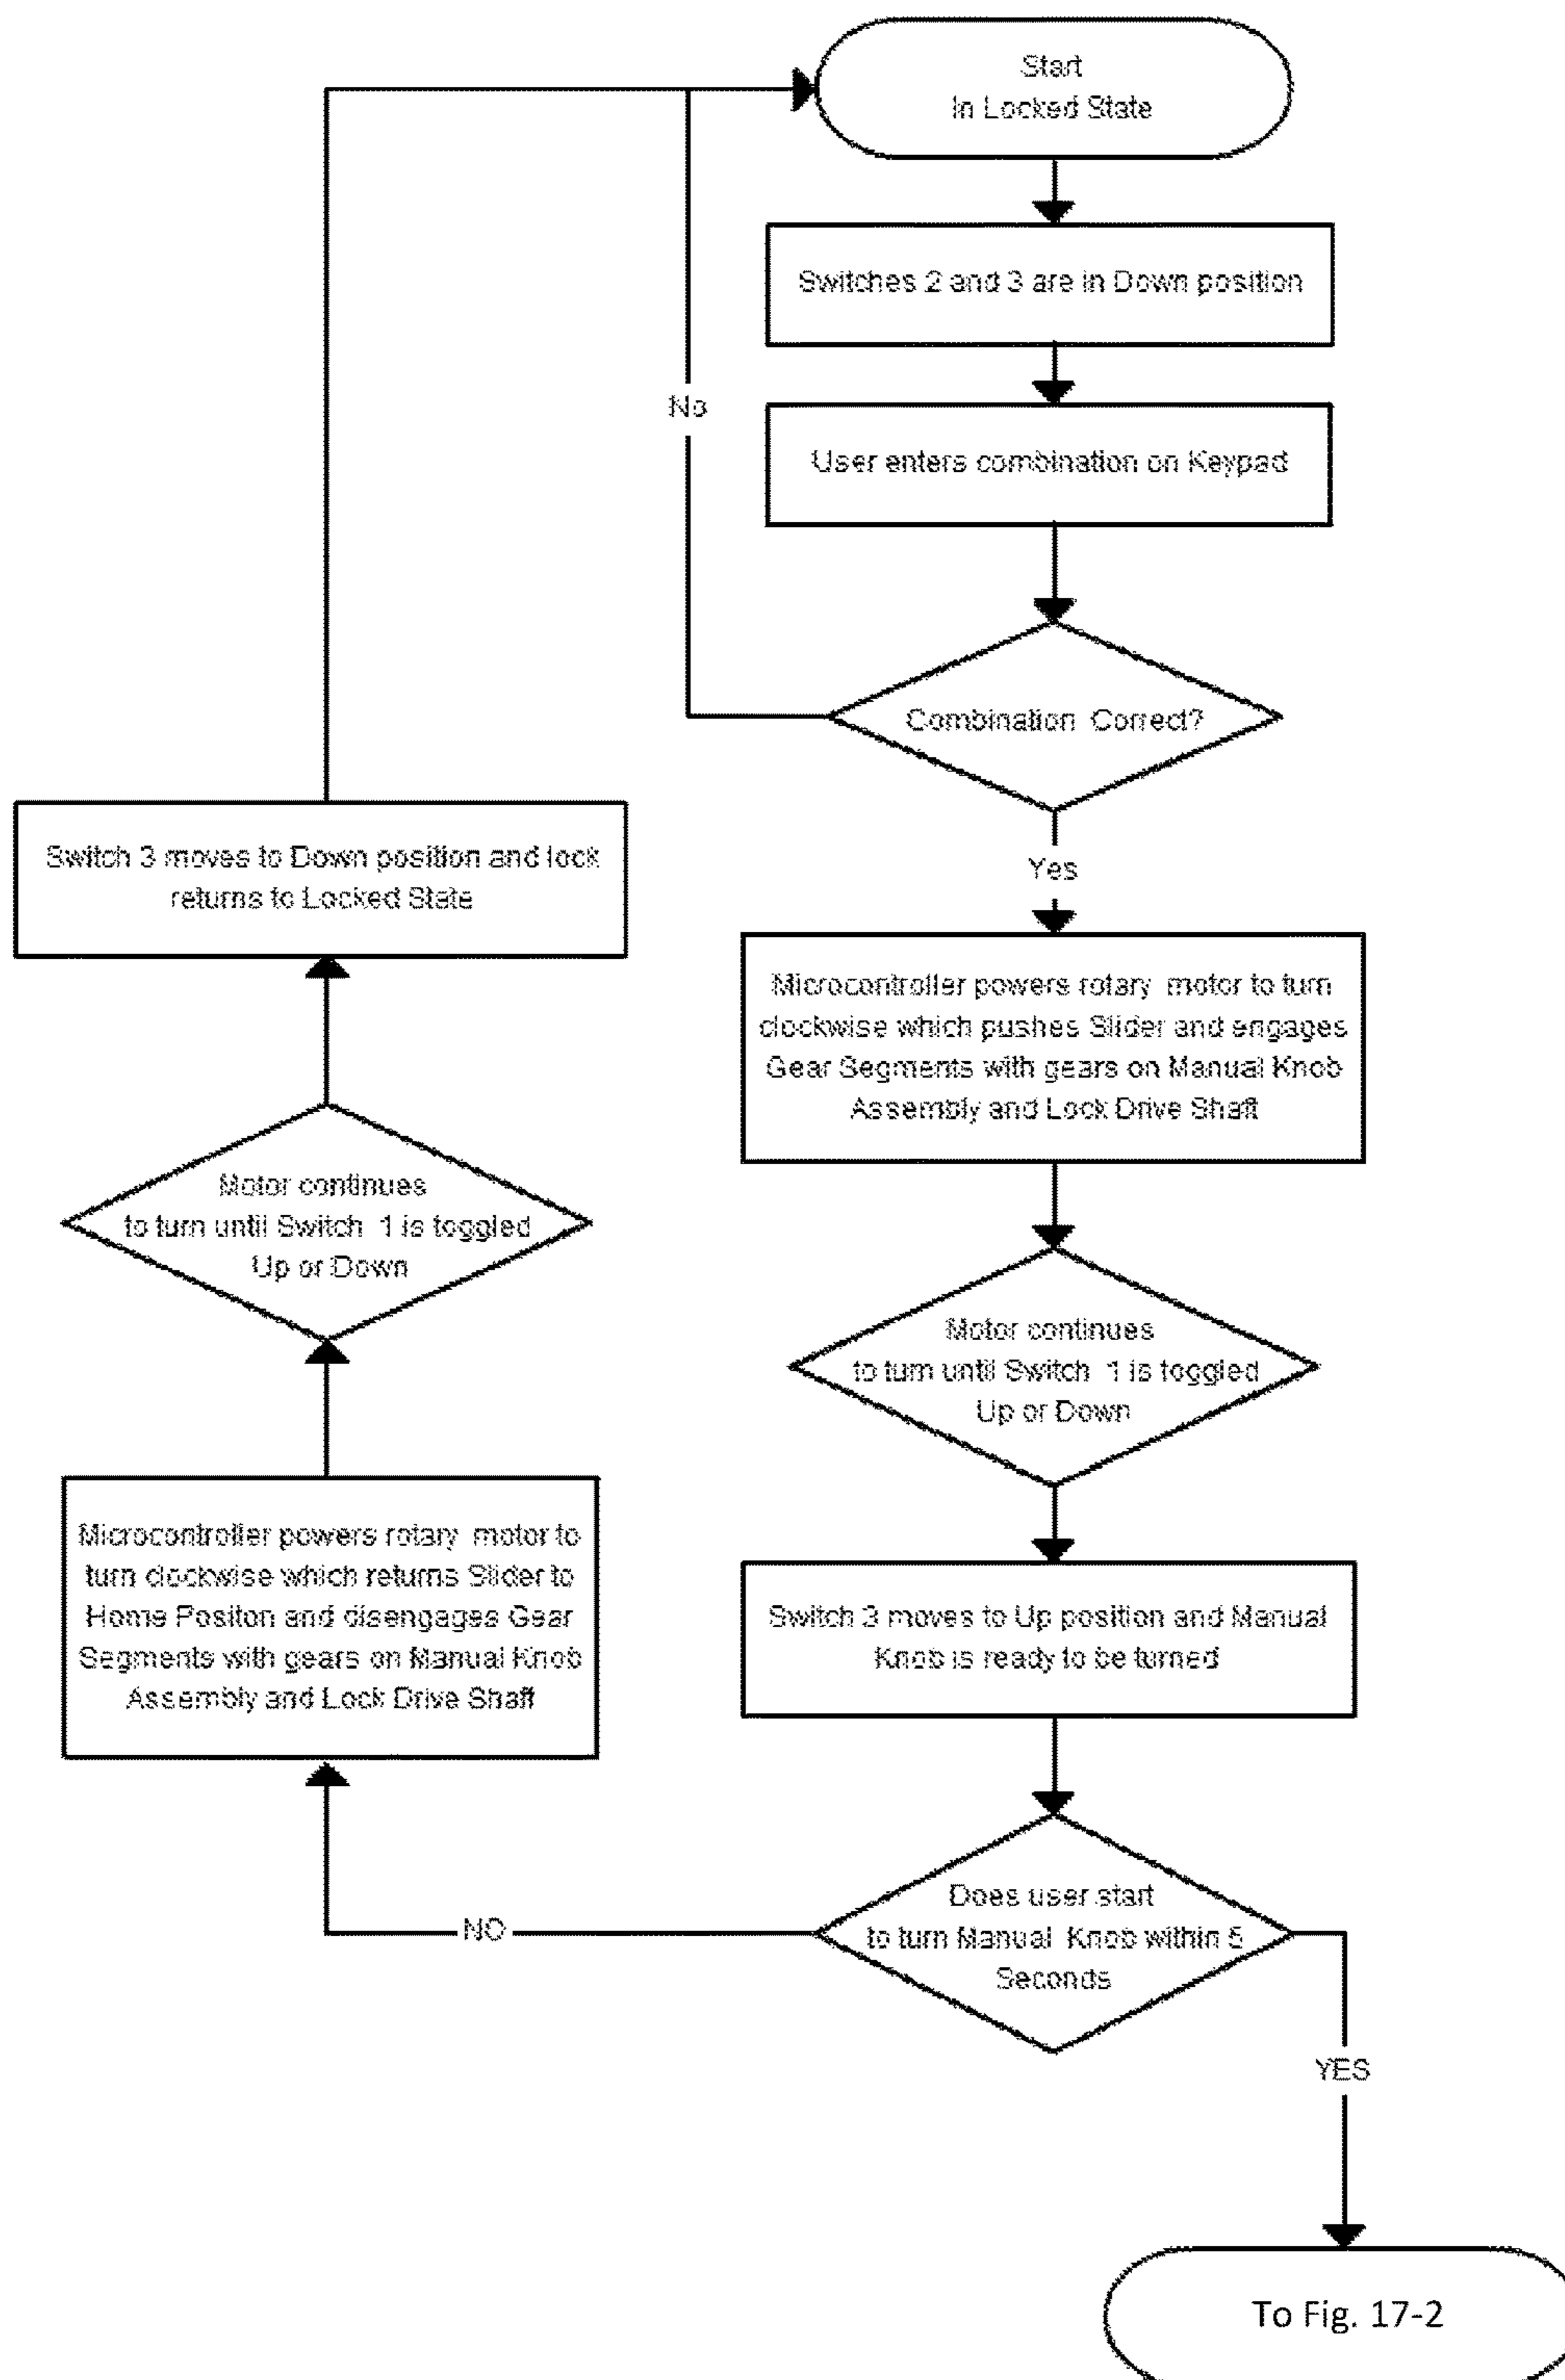 Start
In Locked State
Switches 2 and 3 are in Down position
No
User enters combination on Keypad
Combination Correct?
Switch 3 moves to Down position and lock
returns to Locked State
Yes
Microcontroller powers rotary motor to turn
clockwise which pushes Slider and engages
Gear Segments with gears on Manual Knob
Assembly and Lock Drive Shaft
Motor continues
to turn until Switch 1 is toggled
Up or Down
Motor continues
to turn until Switch 1 is toggled
Up or Down
Microcontroller powers rotary motor to
turn clockwise which returns Slider to
Home Positon and disengages Gear
Segments with gears on Manual Knob
Assembly and Lock Drive Shaft
Switch 3 moves to Up position and Manual
Knob is ready to be turned
Does user start
to turn Manual Knob within 5
Seconds
NO
YES
To Fig. 17-2